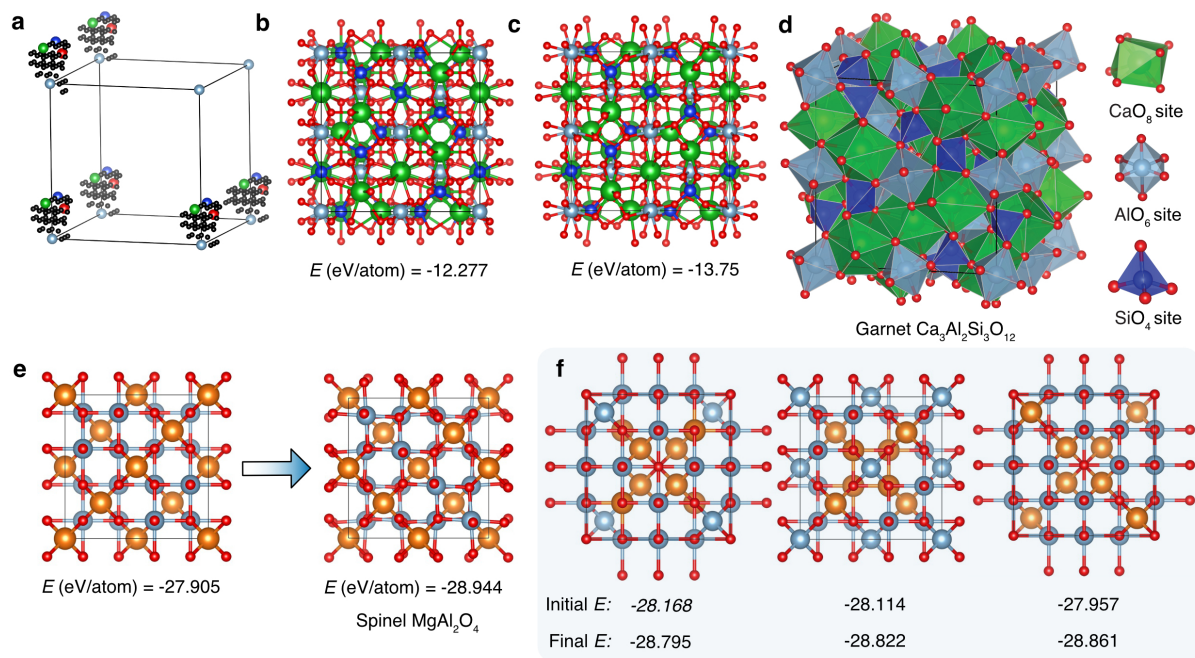 a
b
c
d
CaO₈ site
AlO₆ site
SiO₄ site
E (eV/atom) = -12.277
E (eV/atom) = -13.75
Garnet Ca₃Al₂Si₃O₁₂
e
E (eV/atom) = -27.905
E (eV/atom) = -28.944
Spinel MgAl₂O₄
f
Initial E: -28.168 -28.114 -27.957
Final E: -28.795 -28.822 -28.861